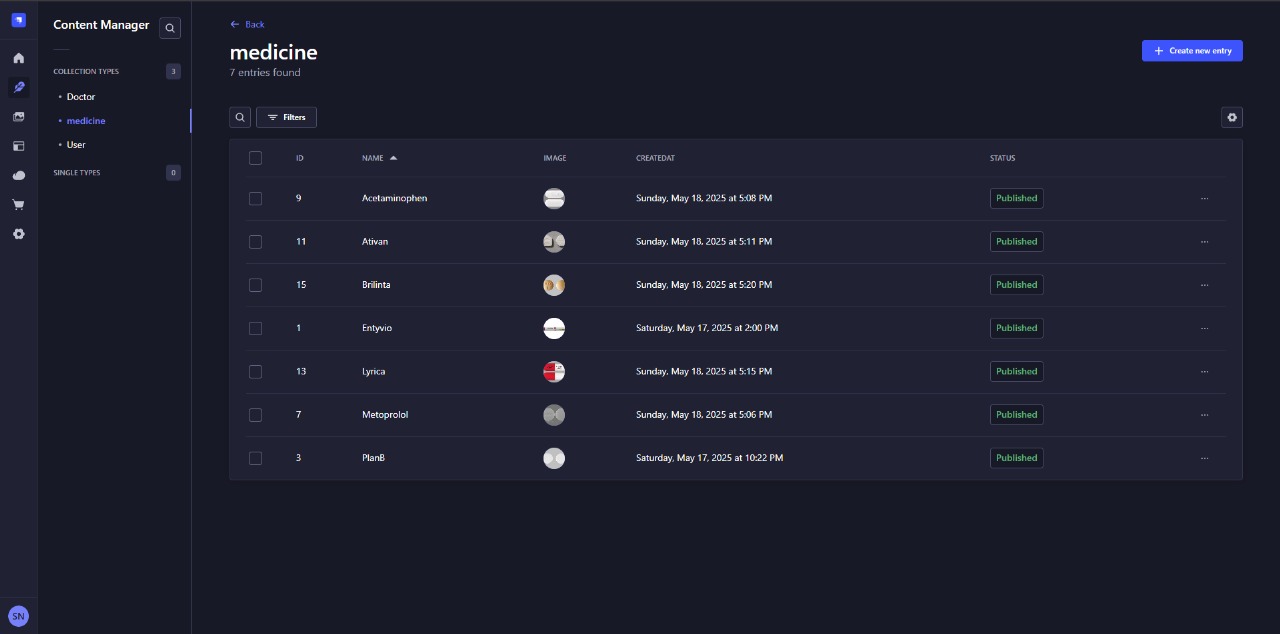 Content Manager
COLLECTION TYPES 3
Doctor
medicine
User
SINGLE TYPES 0
SN
Back
medicine
7 entries found
Create new entry
Filters
ID NAME IMAGE CREATEDAT STATUS
9 Acetaminophen Sunday, May 18, 2025 at 5:08 PM Published
11 Ativan Sunday, May 18, 2025 at 5:11 PM Published
15 Brilinta Sunday, May 18, 2025 at 5:20 PM Published
1 Entyvio Saturday, May 17, 2025 at 2:00 PM Published
13 Lyrica Sunday, May 18, 2025 at 5:15 PM Published
7 Metoprolol Sunday, May 18, 2025 at 5:06 PM Published
3 PlanB Saturday, May 17, 2025 at 10:22 PM Published